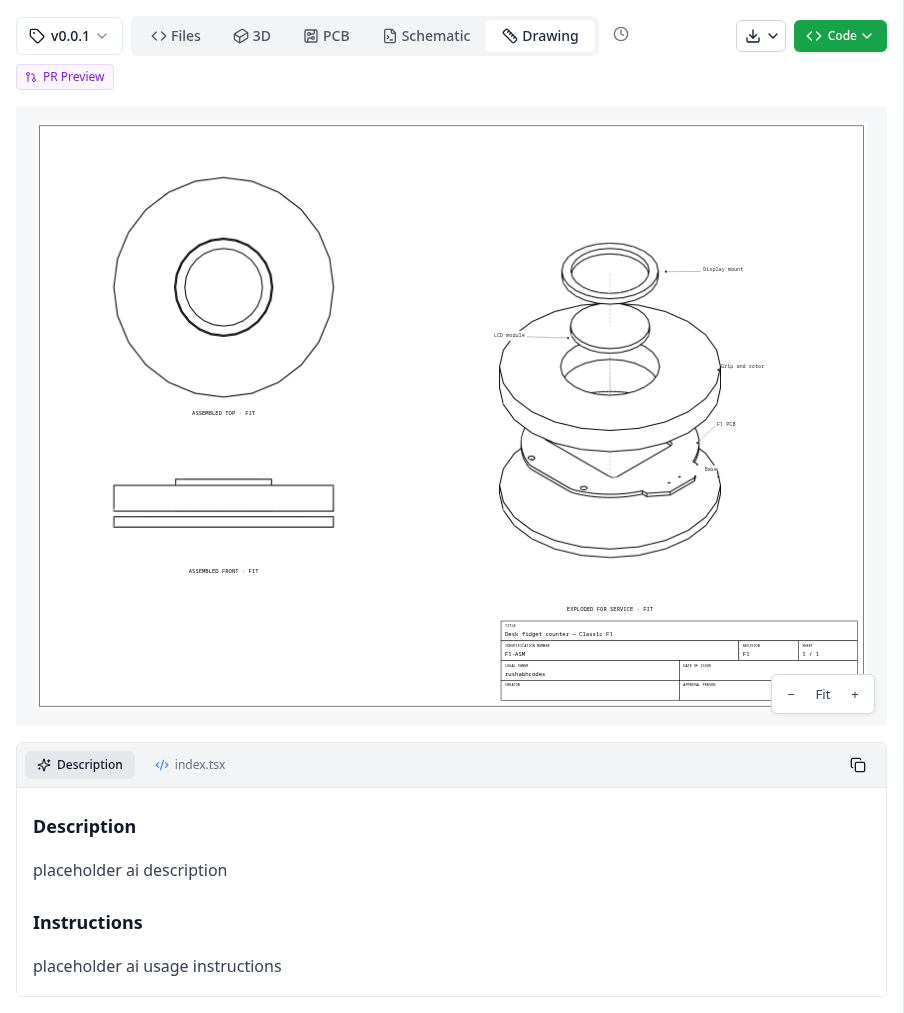 v0.0.1
Files
3D
PCB
Schematic
Drawing
Code
PR Preview
Display mount
LCD module
Grip and rotor
F1 PCB
Base
ASSEMBLED TOP - FIT
ASSEMBLED FRONT - FIT
EXPLODED FOR SERVICE - FIT
TITLE
Desk fidget counter — Classic F1
IDENTIFICATION NUMBER
REVISION
SHEET
F1-ASM
F1
1 / 1
LEGAL OWNER
DATE OF ISSUE
rushabhcodes
CREATOR
APPROVAL PERSON
− Fit +
Description
index.tsx
Description
placeholder ai description
Instructions
placeholder ai usage instructions